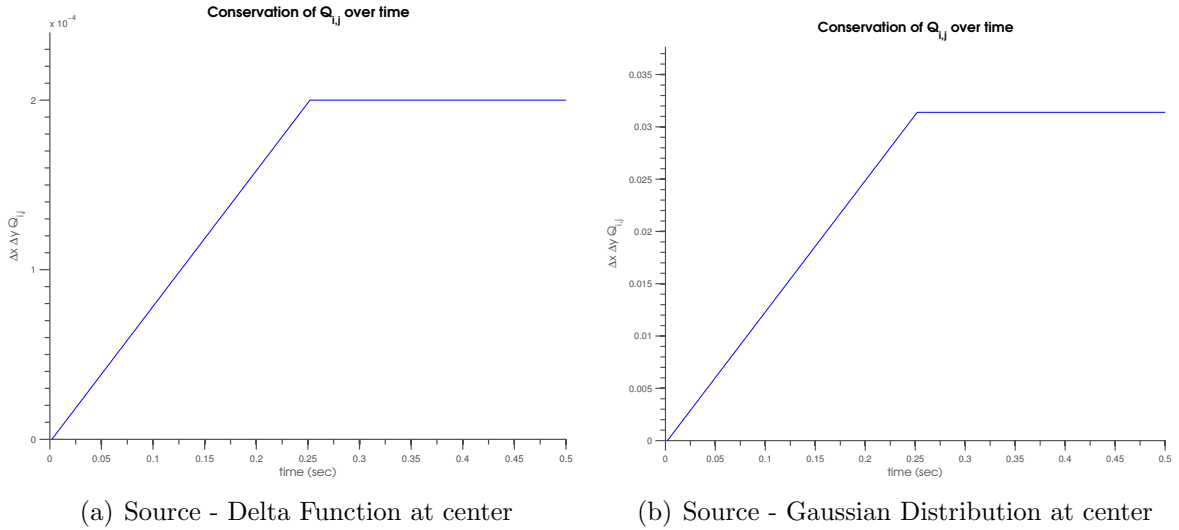 Conservation of Q_{i,j} over time
x 10^{-4}
2
1
0
Δx Δy Q_{i,j}
0 0.05 0.1 0.15 0.2 0.25 0.3 0.35 0.4 0.45 0.5
time (sec)
(a) Source - Delta Function at center
Conservation of Q_{i,j} over time
0.035
0.03
0.025
0.02
0.015
0.01
0.005
0
Δx Δy Q_{i,j}
0 0.05 0.1 0.15 0.2 0.25 0.3 0.35 0.4 0.45 0.5
time (sec)
(b) Source - Gaussian Distribution at center